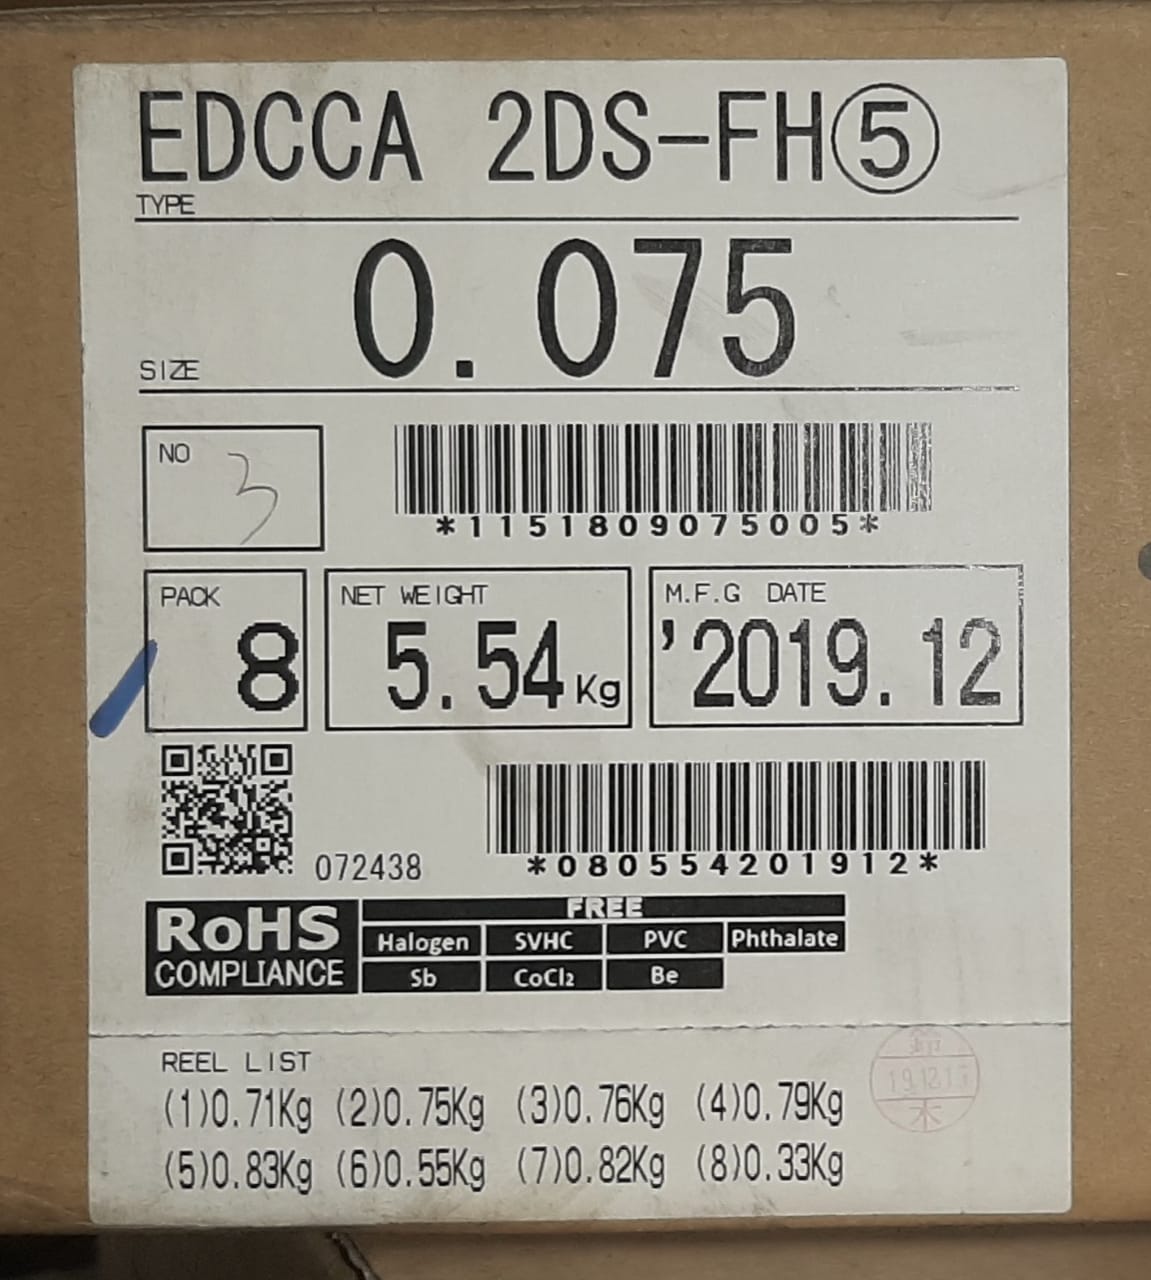 EDCCA 2DS-FH⑤
TYPE
0.075
SIZE
NO 3
*1151809075005*
PACK 8
NET WEIGHT 5.54Kg
M.F.G DATE '2019.12
072438
*080554201912*
RoHS COMPLIANCE
FREE
Halogen SVHC PVC Phthalate
Sb CoCl₂ Be
REEL LIST
(1)0.71Kg (2)0.75Kg (3)0.76Kg (4)0.79Kg
(5)0.83Kg (6)0.55Kg (7)0.82Kg (8)0.33Kg
木